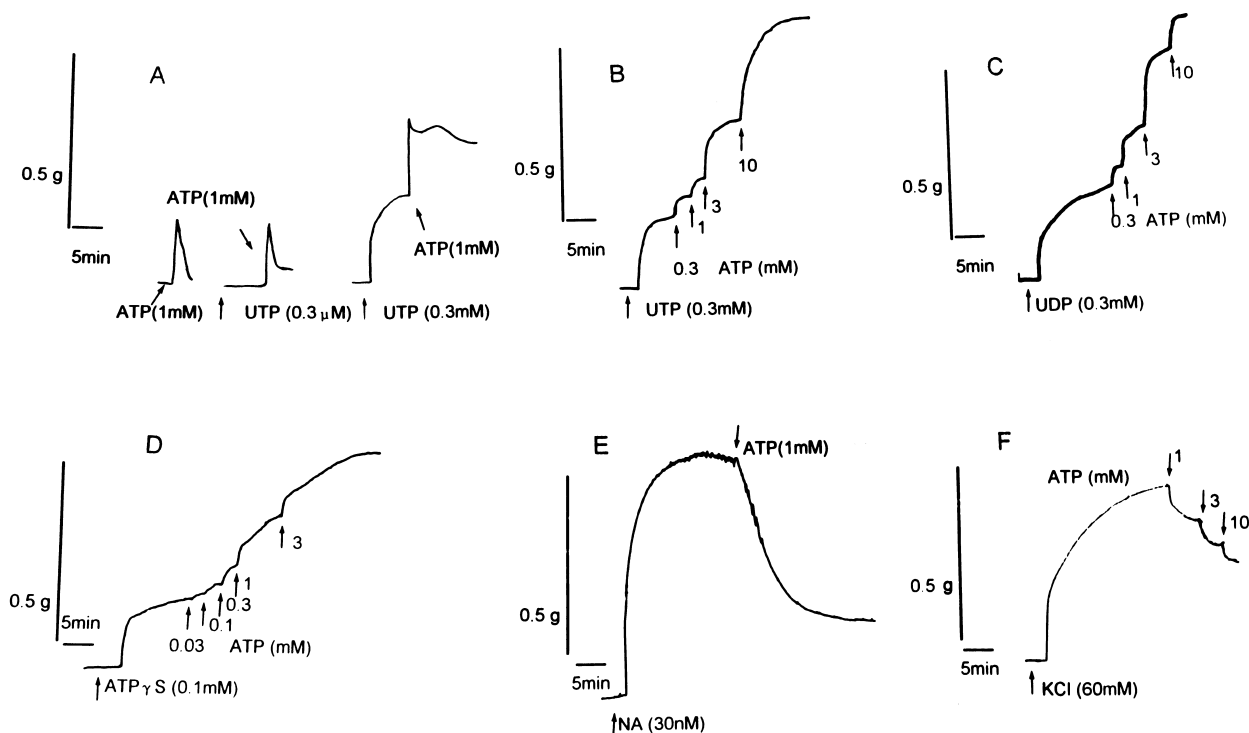 A
0.5 g
5min
ATP(1mM)
ATP(1mM)
UTP (0.3 μM)
ATP(1mM)
UTP (0.3mM)
B
0.5 g
5min
0.3
1
3
10
ATP (mM)
UTP (0.3mM)
C
0.5 g
5min
0.3
1
3
10
ATP (mM)
UDP (0.3mM)
D
0.5 g
5min
0.03
0.1
0.3
1
3
ATP (mM)
ATP γ S (0.1mM)
E
0.5 g
5min
ATP(1mM)
NA (30nM)
F
0.5 g
5min
ATP (mM)
1
3
10
KCl (60mM)